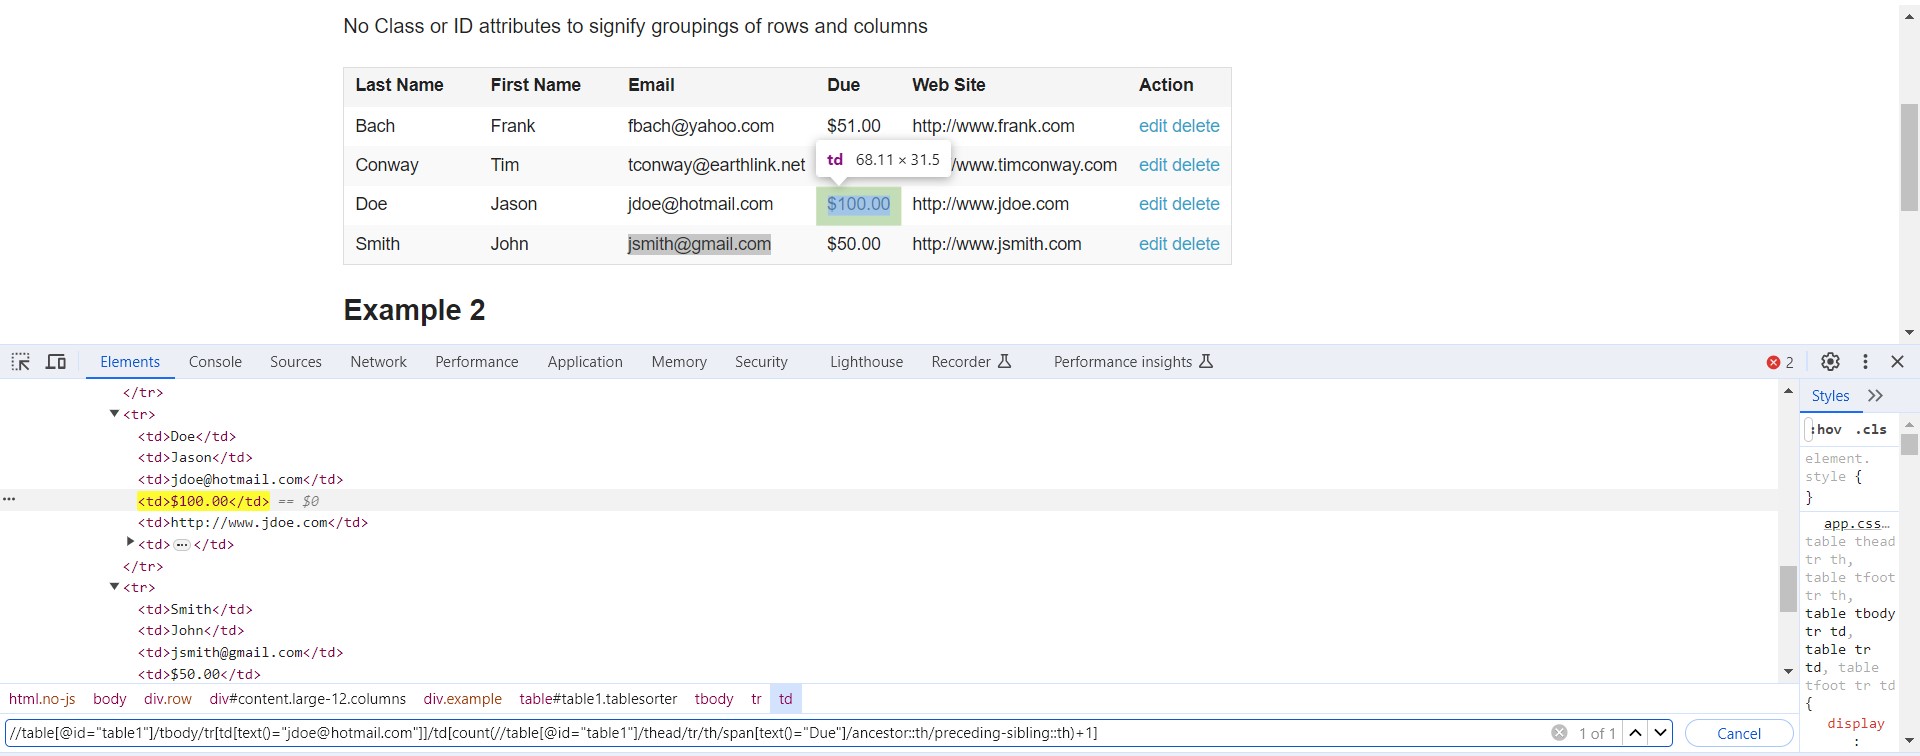 No Class or ID attributes to signify groupings of rows and columns
Last Name First Name Email Due Web Site Action
Bach Frank fbach@yahoo.com $51.00 http://www.frank.com edit delete
Conway Tim tconway@earthlink.net /www.timconway.com edit delete
td 68.11 × 31.5
Doe Jason jdoe@hotmail.com $100.00 http://www.jdoe.com edit delete
Smith John jsmith@gmail.com $50.00 http://www.jsmith.com edit delete
Example 2
Elements Console Sources Network Performance Application Memory Security Lighthouse Recorder Performance insights 2
</tr>
<tr>
<td>Doe</td>
<td>Jason</td>
<td>jdoe@hotmail.com</td>
<td>$100.00</td> == $0
<td>http://www.jdoe.com</td>
<td>…</td>
</tr>
<tr>
<td>Smith</td>
<td>John</td>
<td>jsmith@gmail.com</td>
<td>$50.00</td>
Styles
:hov .cls
element.
style {
}
app.css…
table thead
tr th,
table tfoot
tr th,
table tbody
tr td,
table tr
td, table
tfoot tr td
{
display
:
html.no-js body div.row div#content.large-12.columns div.example table#table1.tablesorter tbody tr td
//table[@id="table1"]/tbody/tr[td[text()="jdoe@hotmail.com"]]/td[count(//table[@id="table1"]/thead/tr/th/span[text()="Due"]/ancestor::th/preceding-sibling::th)+1] 1 of 1 Cancel